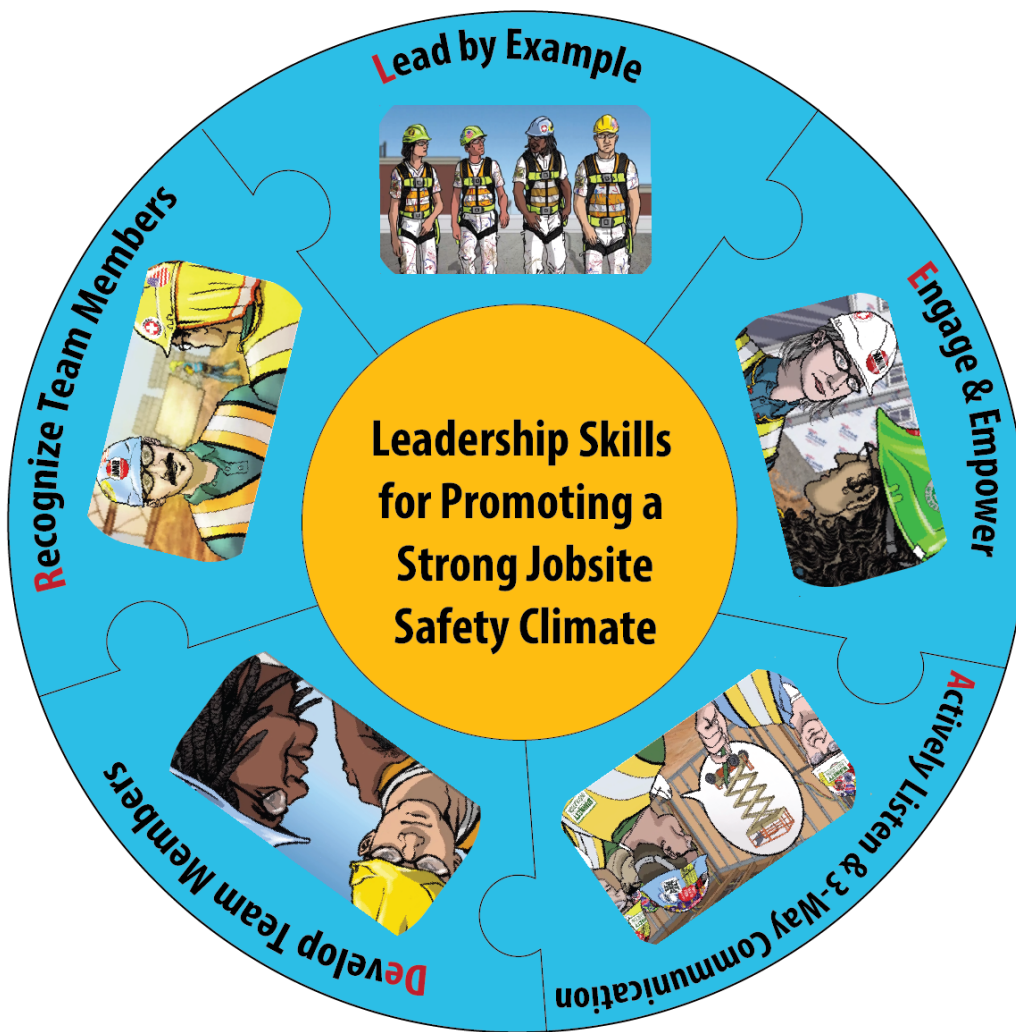 Lead by Example
Engage & Empower
Actively Listen & 3-Way Communication
Develop Team Members
Recognize Team Members
Leadership Skills
for Promoting a
Strong Jobsite
Safety Climate